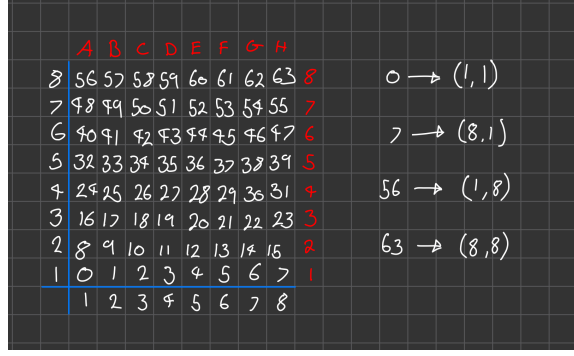 A B C D E F G H
8 56 57 58 59 60 61 62 63 8
7 48 49 50 51 52 53 54 55 7
6 40 41 42 43 44 45 46 47 6
5 32 33 34 35 36 37 38 39 5
4 24 25 26 27 28 29 30 31 4
3 16 17 18 19 20 21 22 23 3
2 8 9 10 11 12 13 14 15 2
1 0 1 2 3 4 5 6 7 1
1 2 3 4 5 6 7 8
0 → (1,1)
7 → (8,1)
56 → (1,8)
63 → (8,8)